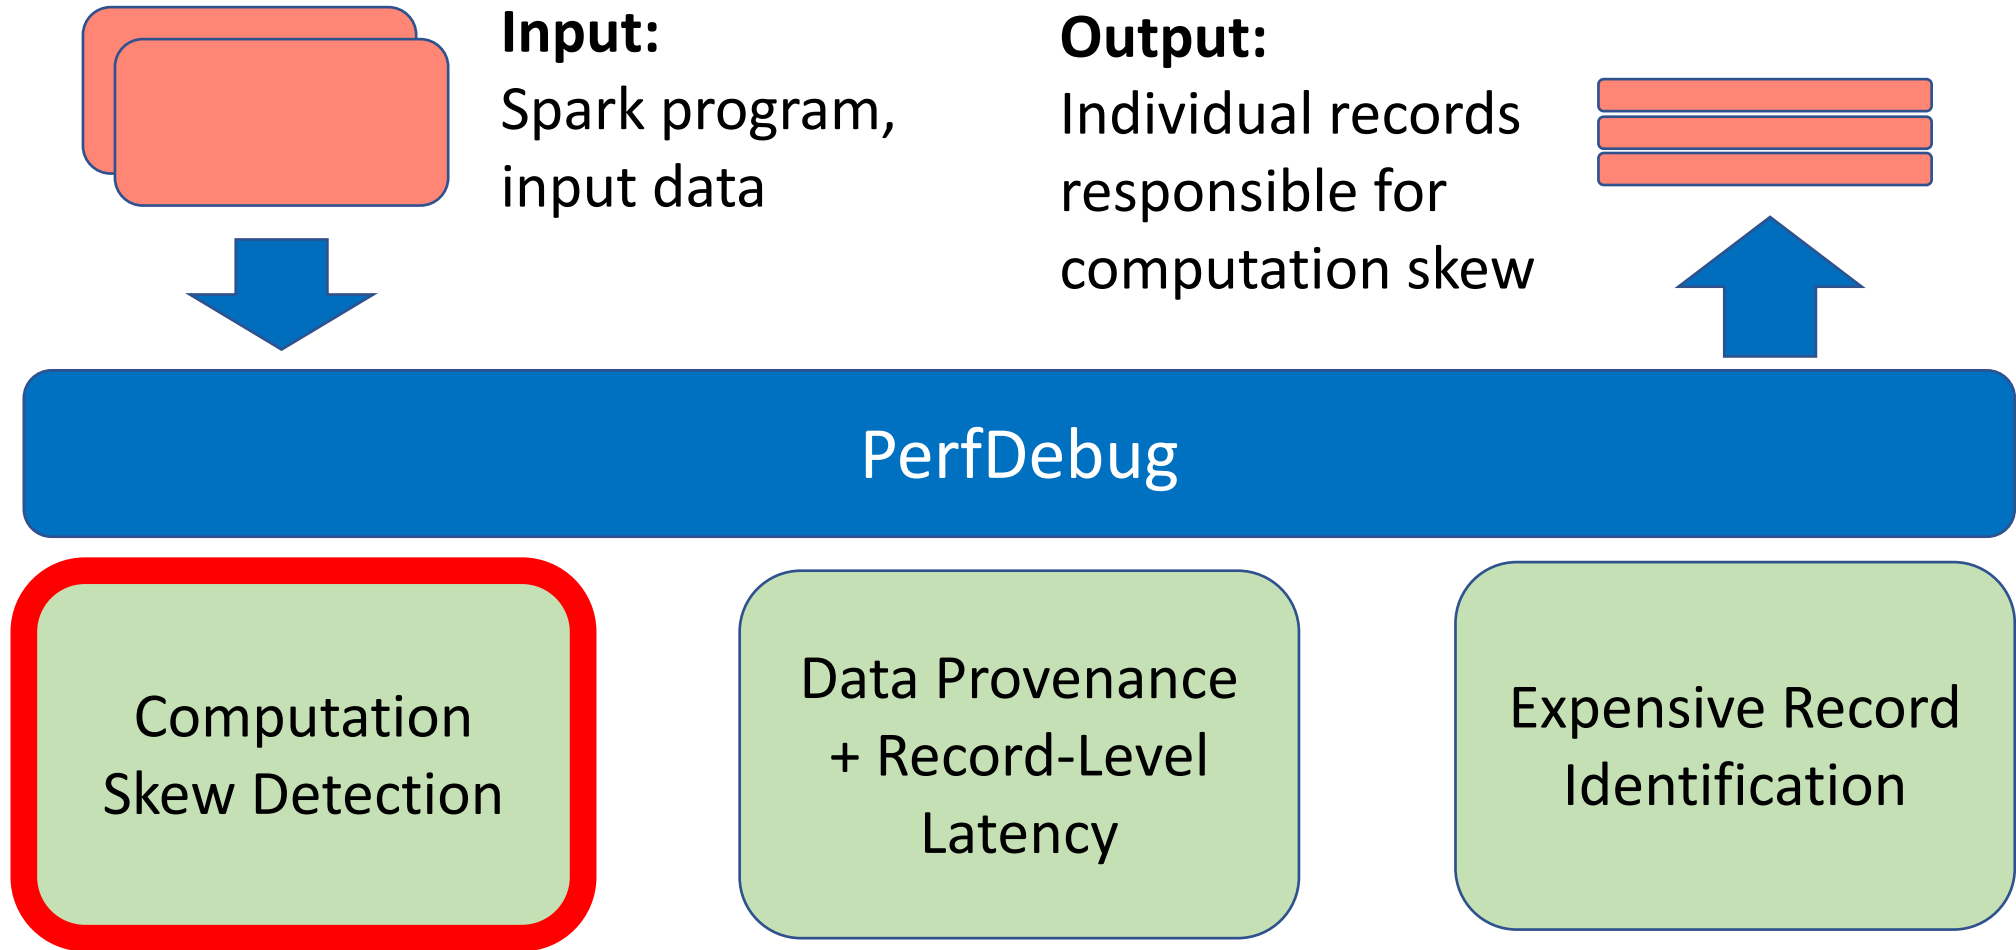 Input:
Spark program,
input data
Output:
Individual records
responsible for
computation skew
PerfDebug
Computation
Skew Detection
Data Provenance
+ Record-Level
Latency
Expensive Record
Identification